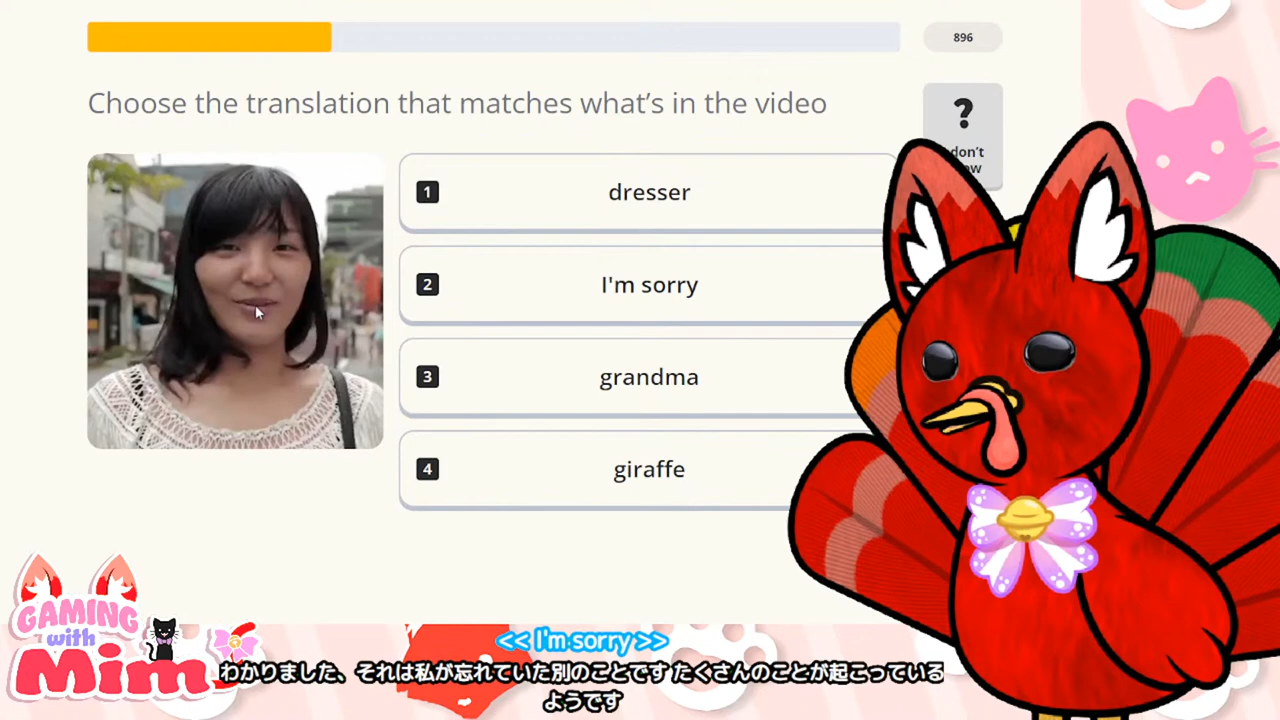 896
Choose the translation that matches what's in the video
?
don't
1 dresser
2 I'm sorry
3 grandma
4 giraffe
GAMING
with
Mim
<< I'm sorry >>
わかりました、それは私が忘れていた別のことです たくさんのことが起こっている
ようです